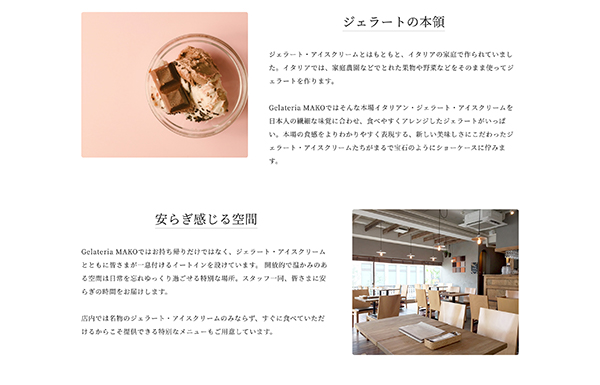 ジェラートの本領
ジェラート・アイスクリームとはもともと、イタリアの家庭で作られていまし
た。イタリアでは、家庭農園などでとれた果物や野菜などをそのまま使ってジ
ェラートを作ります。
Gelateria MAKOではそんな本場イタリアン・ジェラート・アイスクリームを
日本人の繊細な味覚に合わせ、食べやすくアレンジしたジェラートがいっぱ
い。本場の食感をよりわかりやすく表現する、新しい美味しさにこだわったジ
ェラート・アイスクリームたちがまるで宝石のようにショーケースに佇みま
す。
安らぎ感じる空間
Gelateria MAKOではお持ち帰りだけではなく、ジェラート・アイスクリーム
とともに皆さまが一息付けるイートインを設けています。 開放的で温かみのあ
る空間は日常を忘れゆっくり過ごせる特別な場所。スタッフ一同、皆さまに安
らぎの時間をお届けします。
店内では名物のジェラート・アイスクリームのみならず、すぐに食べていただ
けるからこそ提供できる特別なメニューもご用意しています。